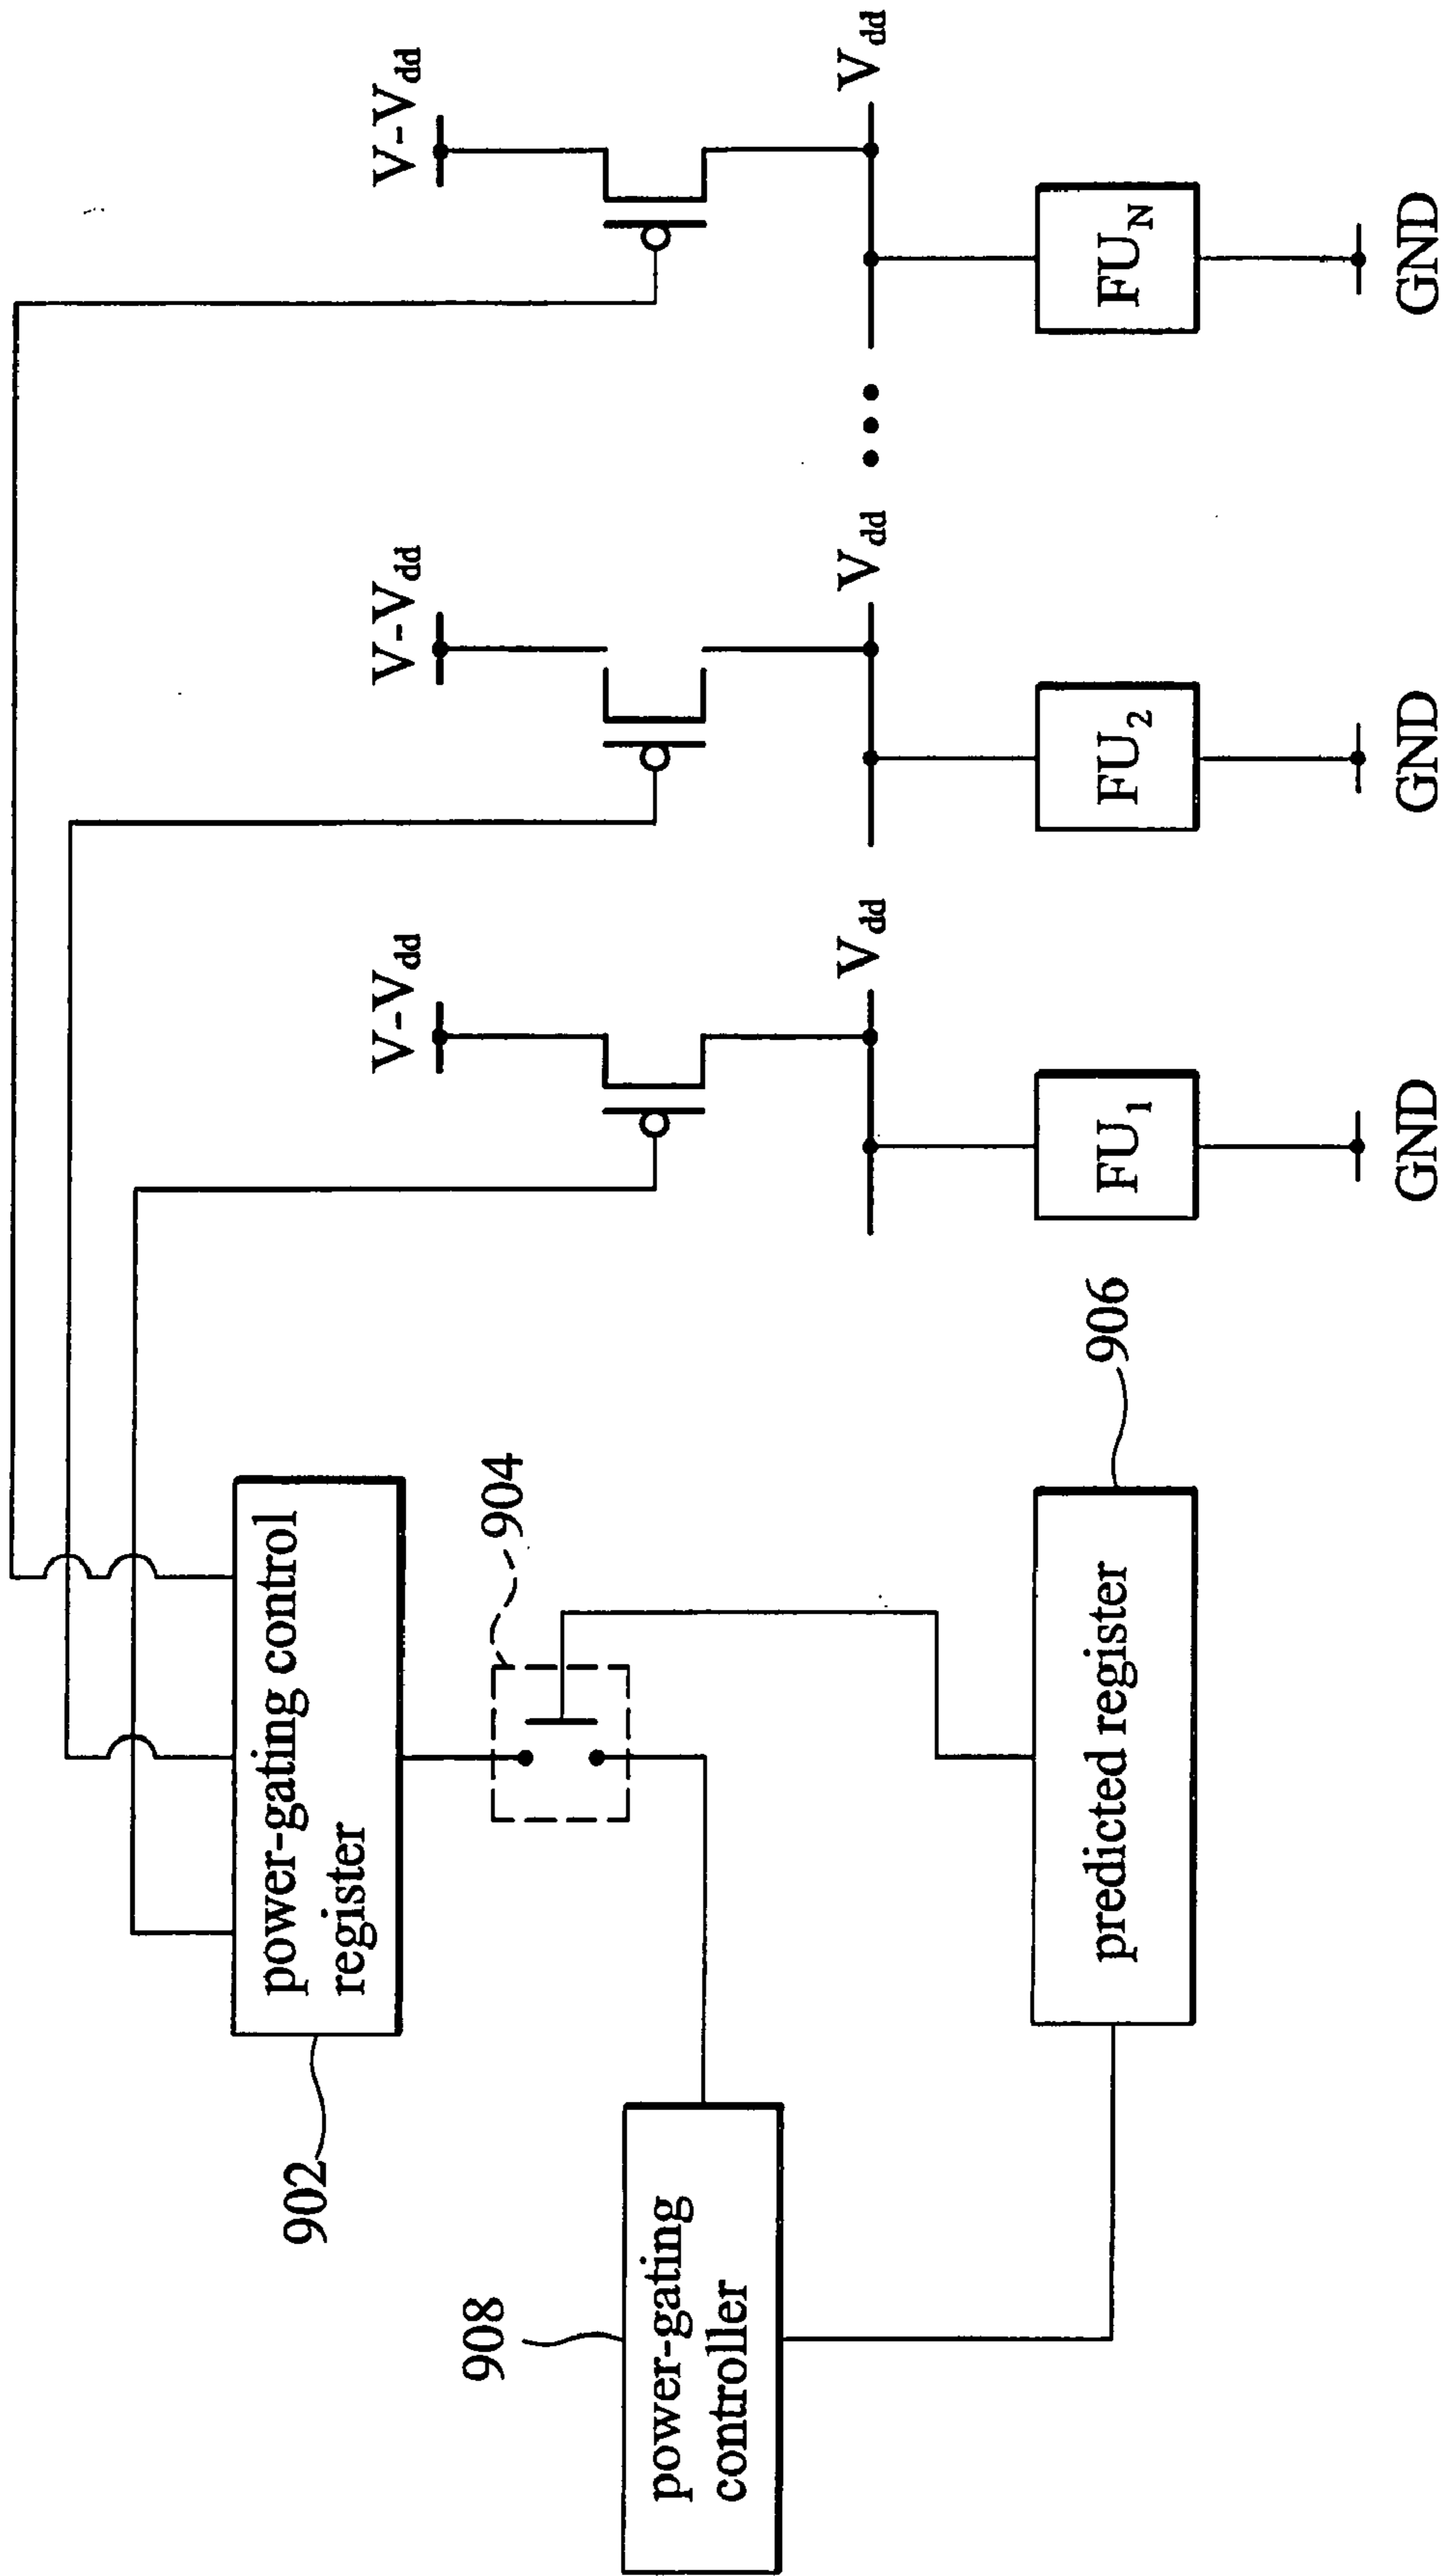 V-Vdd
V-Vdd
V-Vdd
power-gating control
register
902
904
Vdd
Vdd
Vdd
908
power-gating
controller
FU1
FU2
FUN
predicted register
906
GND
GND
GND